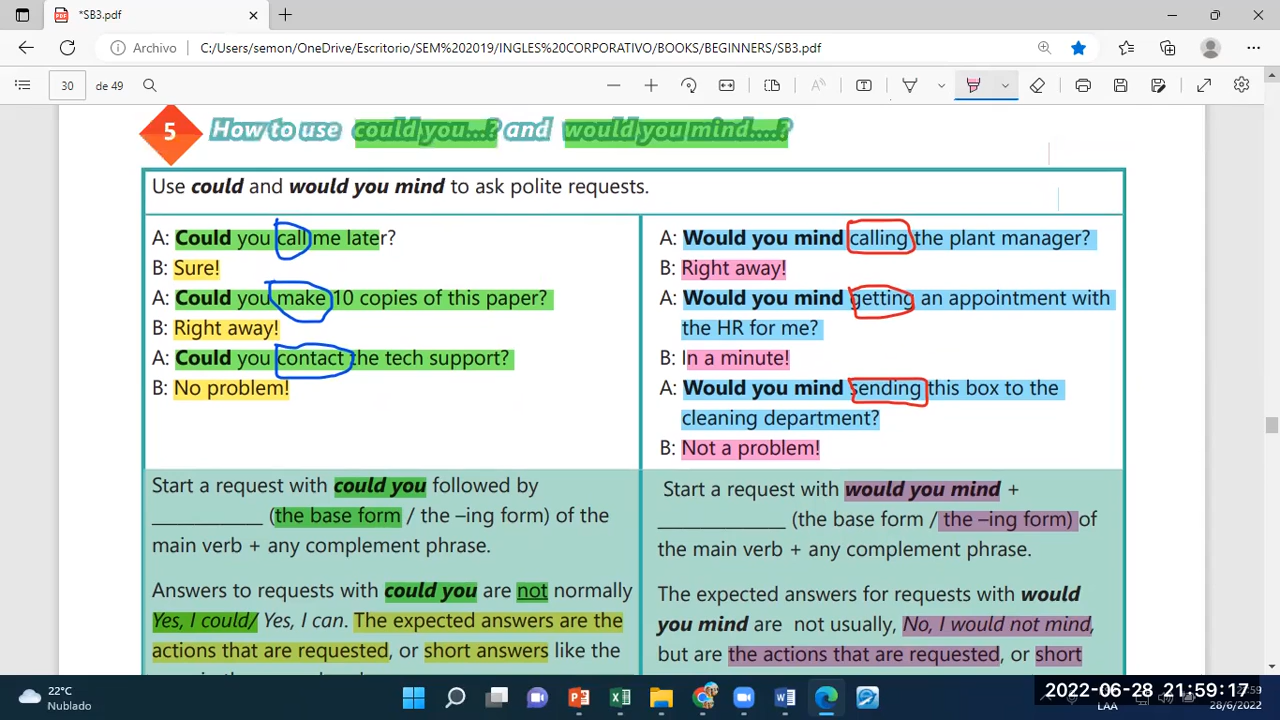 *SB3.pdf
Archivo C:/Users/semon/OneDrive/Escritorio/SEM%202019/INGLES%20CORPORATIVO/BOOKS/BEGINNERS/SB3.pdf
30 de 49
5 How to use could you...? and would you mind....?
Use could and would you mind to ask polite requests.
A: Could you call me later?
B: Sure!
A: Could you make 10 copies of this paper?
B: Right away!
A: Could you contact the tech support?
B: No problem!
A: Would you mind calling the plant manager?
B: Right away!
A: Would you mind getting an appointment with
the HR for me?
B: In a minute!
A: Would you mind sending this box to the
cleaning department?
B: Not a problem!
Start a request with could you followed by
__________ (the base form / the –ing form) of the
main verb + any complement phrase.
Answers to requests with could you are not normally
Yes, I could/ Yes, I can. The expected answers are the
actions that are requested, or short answers like the
Start a request with would you mind +
____________ (the base form / the –ing form) of
the main verb + any complement phrase.
The expected answers for requests with would
you mind are not usually, No, I would not mind,
but are the actions that are requested, or short
22°C
Nublado
2022-06-28 21:59:17
LAA
28/6/2022